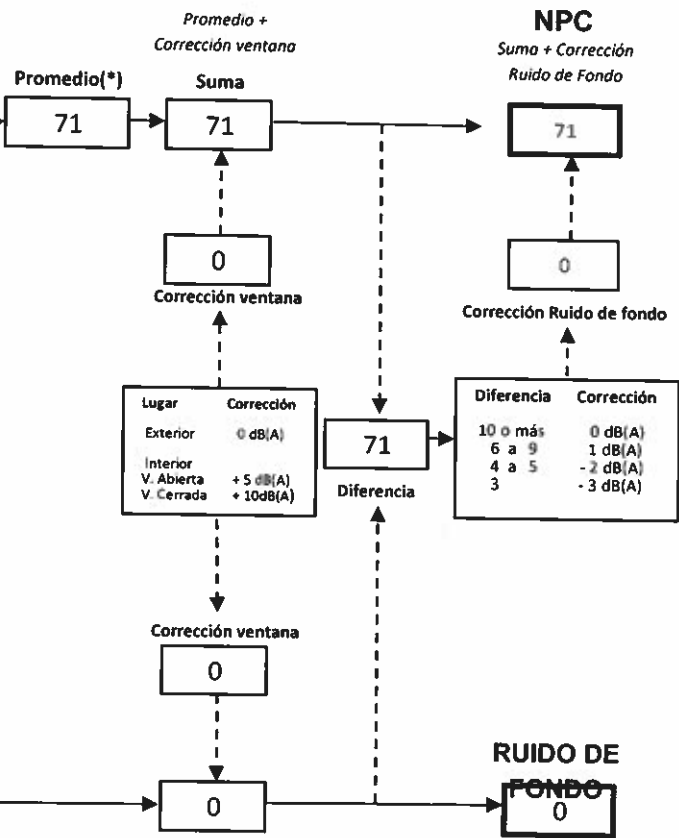 Promedio +
Corrección ventana
NPC
Suma + Corrección
Ruido de Fondo
Promedio(*)
Suma
71
71
71
0
Corrección ventana
0
Corrección Ruido de fondo
Lugar Corrección
Exterior 0 dB(A)
Interior
V. Abierta + 5 dB(A)
V. Cerrada + 10dB(A)
71
Diferencia
Diferencia Corrección
10 o más 0 dB(A)
6 a 9 1 dB(A)
4 a 5 - 2 dB(A)
3 - 3 dB(A)
Corrección ventana
0
0
RUIDO DE
FONDO
0